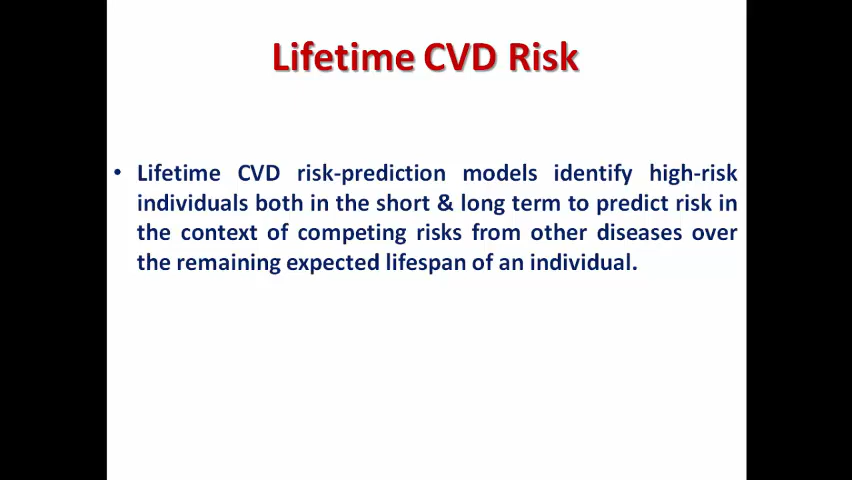 Lifetime CVD Risk
• Lifetime CVD risk-prediction models identify high-risk
individuals both in the short & long term to predict risk in
the context of competing risks from other diseases over
the remaining expected lifespan of an individual.